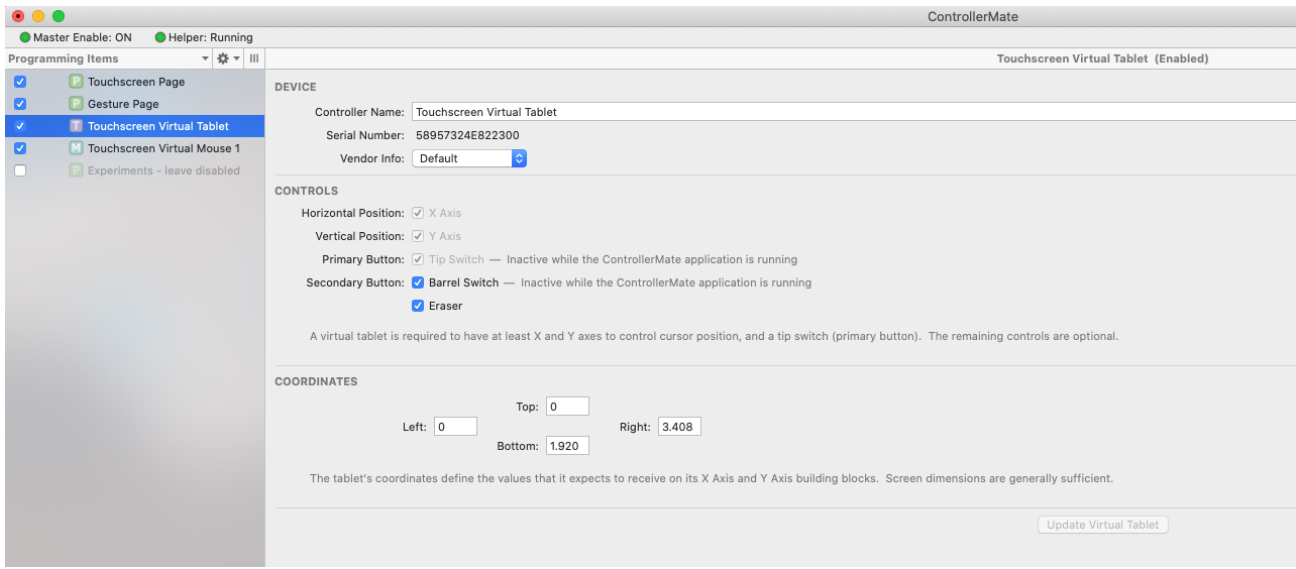 ControllerMate
Master Enable: ON Helper: Running
Programming Items
Touchscreen Virtual Tablet (Enabled)
P Touchscreen Page
P Gesture Page
T Touchscreen Virtual Tablet
M Touchscreen Virtual Mouse 1
P Experiments - leave disabled
DEVICE
Controller Name: Touchscreen Virtual Tablet
Serial Number: 58957324E822300
Vendor Info: Default
CONTROLS
Horizontal Position: X Axis
Vertical Position: Y Axis
Primary Button: Tip Switch — Inactive while the ControllerMate application is running
Secondary Button: Barrel Switch — Inactive while the ControllerMate application is running
Eraser
A virtual tablet is required to have at least X and Y axes to control cursor position, and a tip switch (primary button). The remaining controls are optional.
COORDINATES
Top: 0
Left: 0 Right: 3.408
Bottom: 1.920
The tablet's coordinates define the values that it expects to receive on its X Axis and Y Axis building blocks. Screen dimensions are generally sufficient.
Update Virtual Tablet